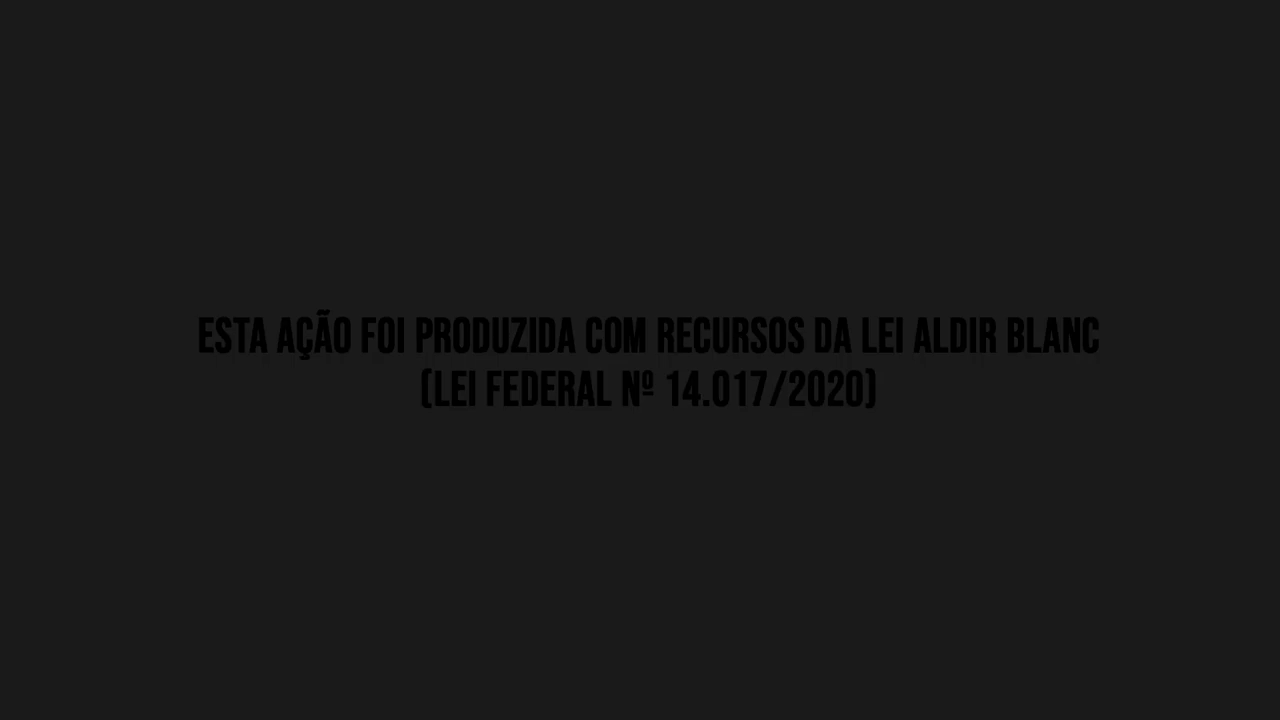 ESTA AÇÃO FOI PRODUZIDA COM RECURSOS DA LEI ALDIR BLANC
(LEI FEDERAL Nº 14.017/2020)